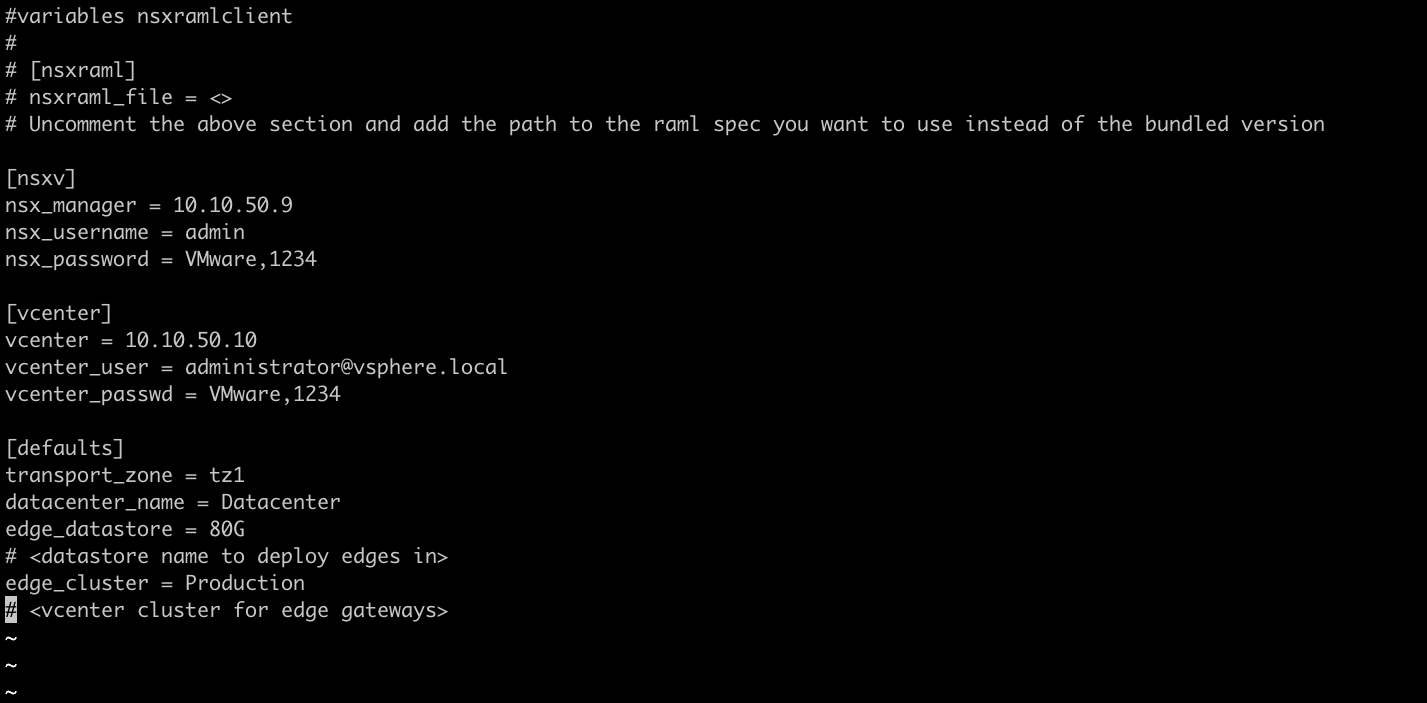 #variables nsxramlclient
#
# [nsxraml]
# nsxraml_file = <>
# Uncomment the above section and add the path to the raml spec you want to use instead of the bundled version
[nsxv]
nsx_manager = 10.10.50.9
nsx_username = admin
nsx_password = VMware,1234
[vcenter]
vcenter = 10.10.50.10
vcenter_user = administrator@vsphere.local
vcenter_passwd = VMware,1234
[defaults]
transport_zone = tz1
datacenter_name = Datacenter
edge_datastore = 80G
# <datastore name to deploy edges in>
edge_cluster = Production
# <vcenter cluster for edge gateways>
~
~
~